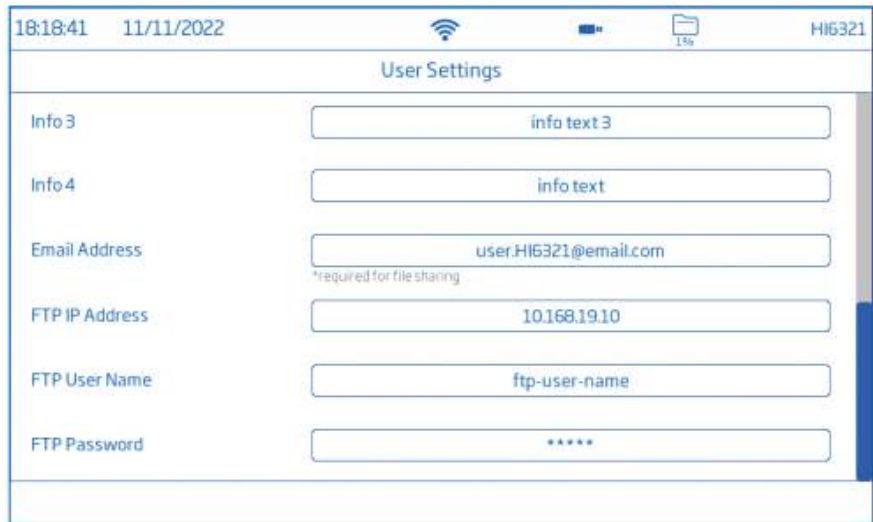 18:18:41 11/11/2022 1% HI6321
User Settings
Info 3 info text 3
Info 4 info text
Email Address user.HI6321@email.com
*required for file sharing
FTP IP Address 10.168.19.10
FTP User Name ftp-user-name
FTP Password *****